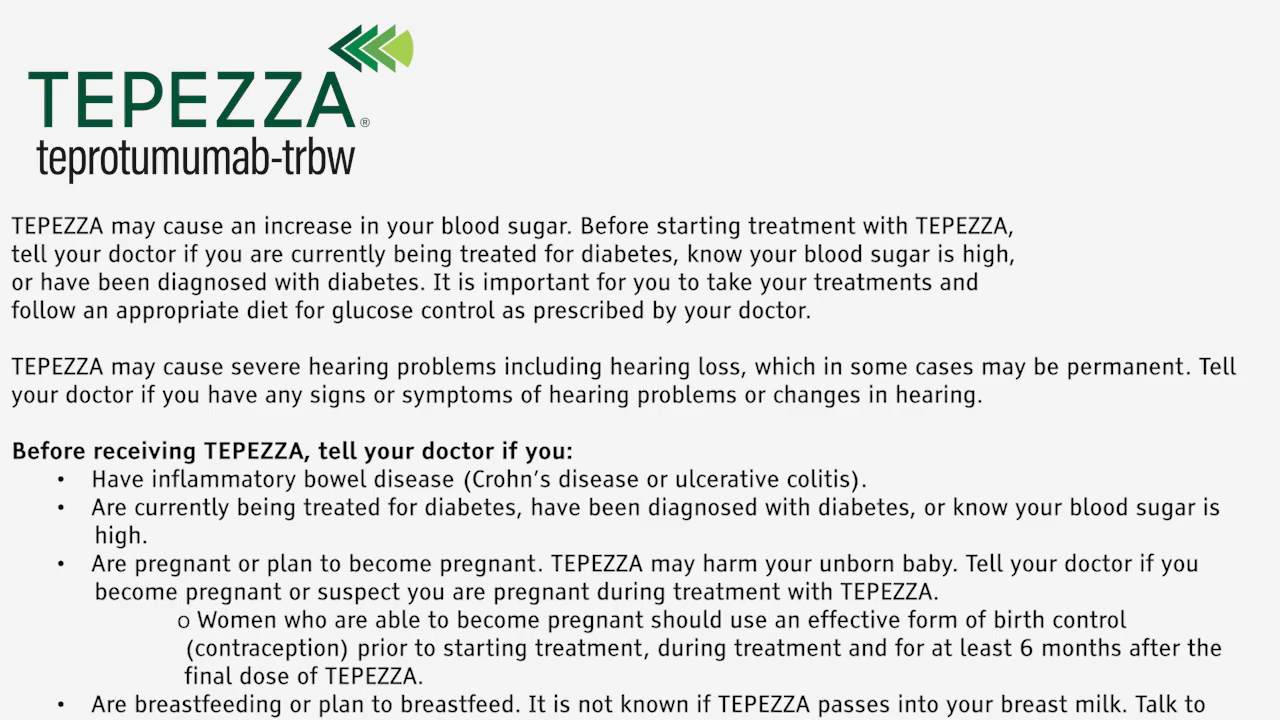 TEPEZZA®
teprotumumab-trbw
TEPEZZA may cause an increase in your blood sugar. Before starting treatment with TEPEZZA,
tell your doctor if you are currently being treated for diabetes, know your blood sugar is high,
or have been diagnosed with diabetes. It is important for you to take your treatments and
follow an appropriate diet for glucose control as prescribed by your doctor.
TEPEZZA may cause severe hearing problems including hearing loss, which in some cases may be permanent. Tell
your doctor if you have any signs or symptoms of hearing problems or changes in hearing.
Before receiving TEPEZZA, tell your doctor if you:
• Have inflammatory bowel disease (Crohn’s disease or ulcerative colitis).
• Are currently being treated for diabetes, have been diagnosed with diabetes, or know your blood sugar is
high.
• Are pregnant or plan to become pregnant. TEPEZZA may harm your unborn baby. Tell your doctor if you
become pregnant or suspect you are pregnant during treatment with TEPEZZA.
o Women who are able to become pregnant should use an effective form of birth control
(contraception) prior to starting treatment, during treatment and for at least 6 months after the
final dose of TEPEZZA.
• Are breastfeeding or plan to breastfeed. It is not known if TEPEZZA passes into your breast milk. Talk to